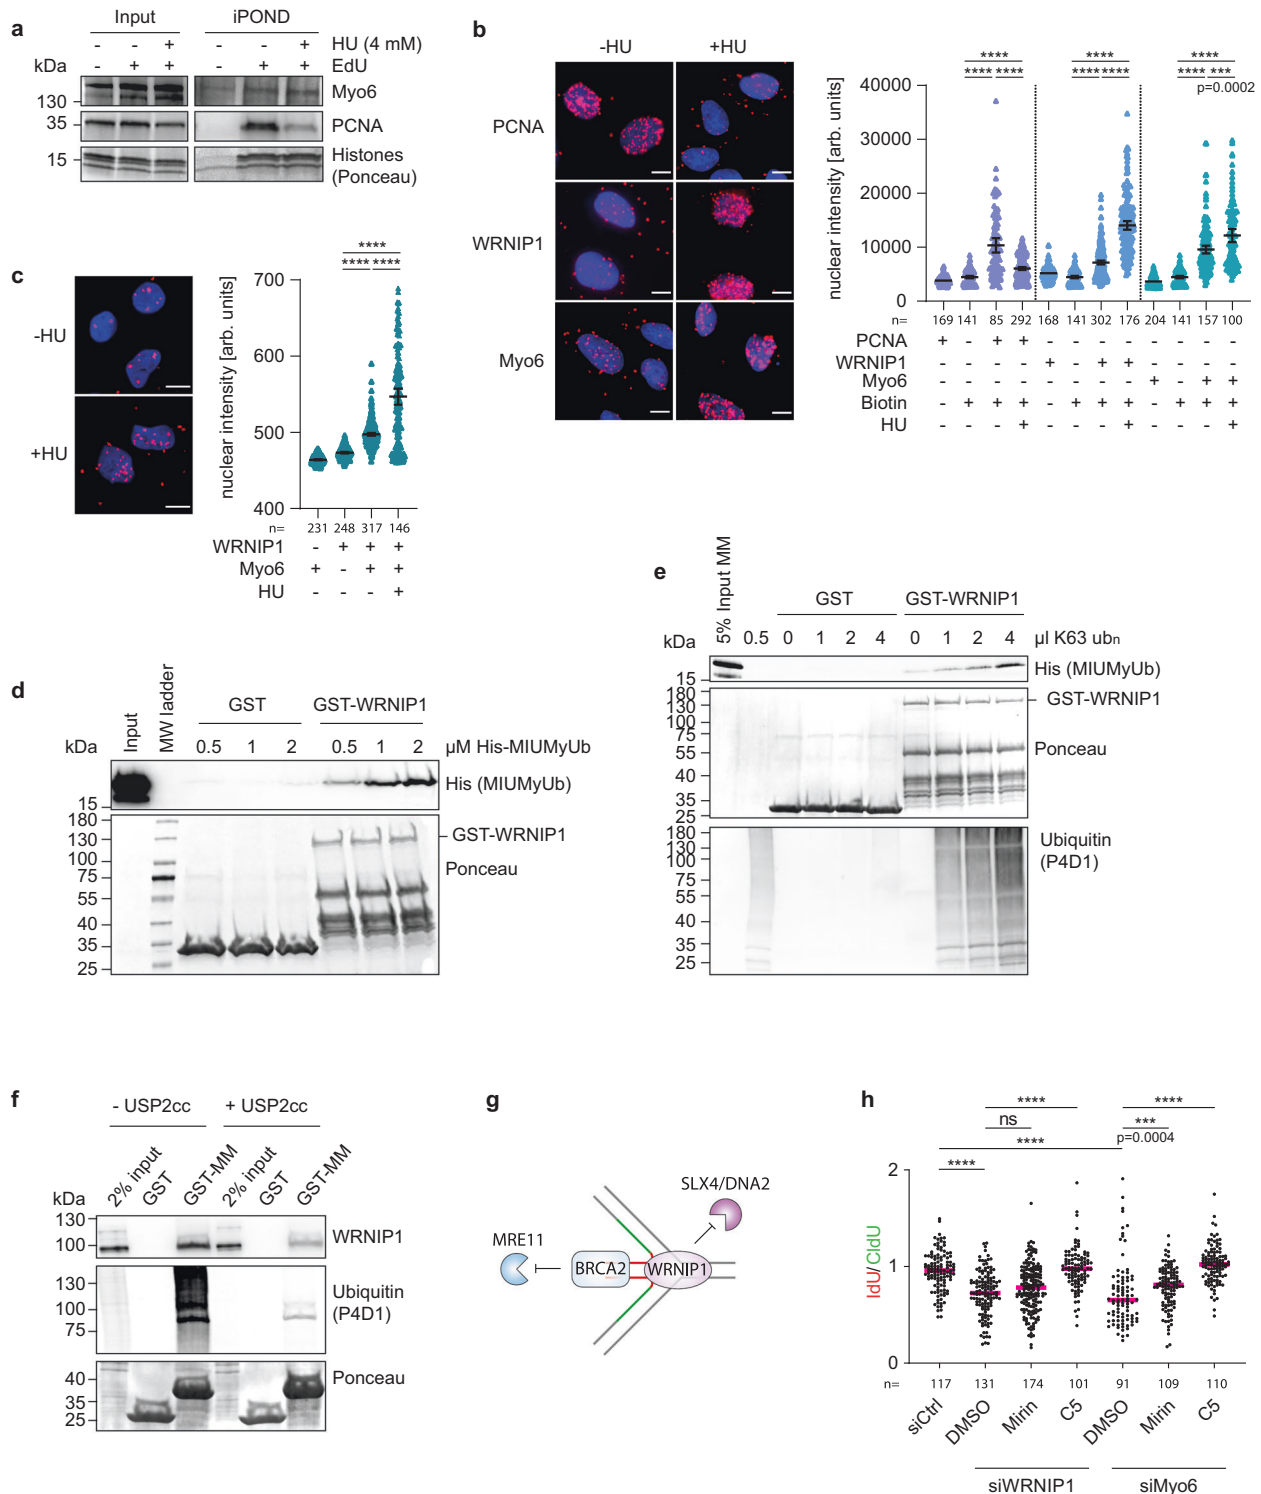 a
Input iPOND
- - + - - + HU (4 mM)
kDa - + + - + + EdU
130 Myo6
35 PCNA
15 Histones
(Ponceau)
b
-HU +HU
PCNA
WRNIP1
Myo6
nuclear intensity [arb. units]
**** **** ****
**** **** **** **** **** ***
p=0.0002
40000
30000
20000
10000
0
n= 169 141 85 292 168 141 302 176 204 141 157 100
PCNA + - + + - - - - - - - -
WRNIP1 - - - - + - + + - - - -
Myo6 - - - - - - - - + - + +
Biotin - + + + - + + + - + + +
HU - - - + - - - + - - - +
c
-HU
+HU
nuclear intensity [arb. units]
****
**** ****
700
600
500
400
n= 231 248 317 146
WRNIP1 - + + +
Myo6 + - + +
HU - - - +
d
kDa Input MW ladder GST GST-WRNIP1
0.5 1 2 0.5 1 2 µM His-MIUMyUb
15 His (MIUMyUb)
180
130 GST-WRNIP1
100
75 Ponceau
55
40
35
25
e
kDa 5% Input MM GST GST-WRNIP1
0.5 0 1 2 4 0 1 2 4 µl K63 ubn
15 His (MIUMyUb)
180 GST-WRNIP1
130
100
75
55 Ponceau
40
35
25
180 Ubiquitin
130 (P4D1)
100
75
55
40
35
25
f
- USP2cc + USP2cc
kDa 2% input GST GST-MM 2% input GST GST-MM
130
100 WRNIP1
130 Ubiquitin
100 (P4D1)
75
40 Ponceau
35
25
g
SLX4/DNA2
MRE11
BRCA2 WRNIP1
h
**** ****
ns ***
**** p=0.0004
****
IdU/CldU
2
1
0
n= 117 131 174 101 91 109 110
siCtrl DMSO Mirin C5 DMSO Mirin C5
siWRNIP1 siMyo6